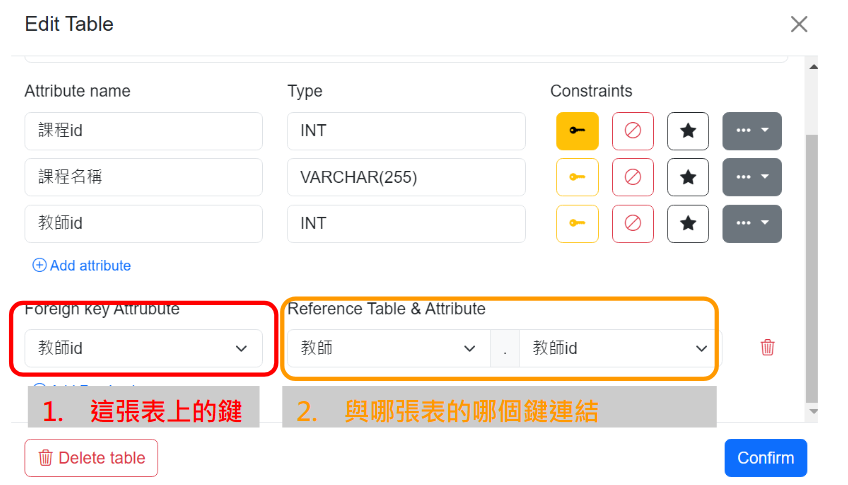 Edit Table
Attribute name Type Constraints
課程id INT
課程名稱 VARCHAR(255)
教師id INT
Add attribute
Foreign key Attrubute Reference Table & Attribute
教師id 教師 . 教師id
1. 這張表上的鍵 2. 與哪張表的哪個鍵連結
Delete table Confirm